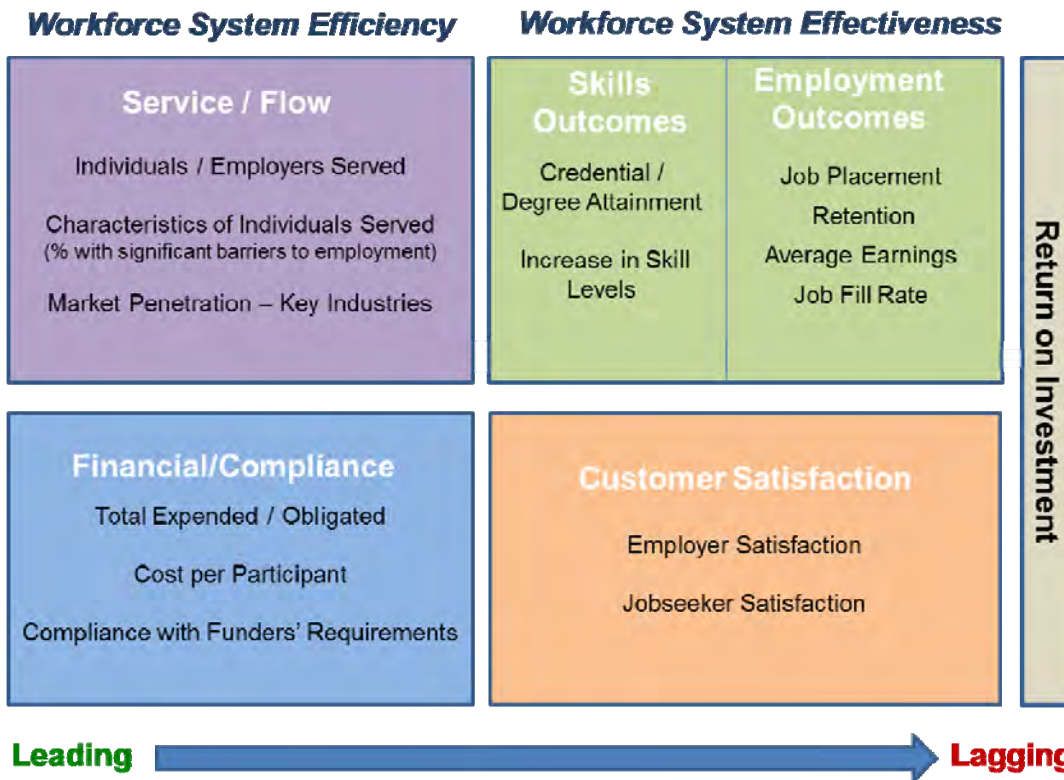 Workforce System Efficiency
Workforce System Effectiveness
Service / Flow
Individuals / Employers Served
Characteristics of Individuals Served
(% with significant barriers to employment)
Market Penetration – Key Industries
Skills
Outcomes
Credential /
Degree Attainment
Increase in Skill
Levels
Employment
Outcomes
Job Placement
Retention
Average Earnings
Job Fill Rate
Return on Investment
Financial/Compliance
Total Expended / Obligated
Cost per Participant
Compliance with Funders' Requirements
Customer Satisfaction
Employer Satisfaction
Jobseeker Satisfaction
Leading
Lagging